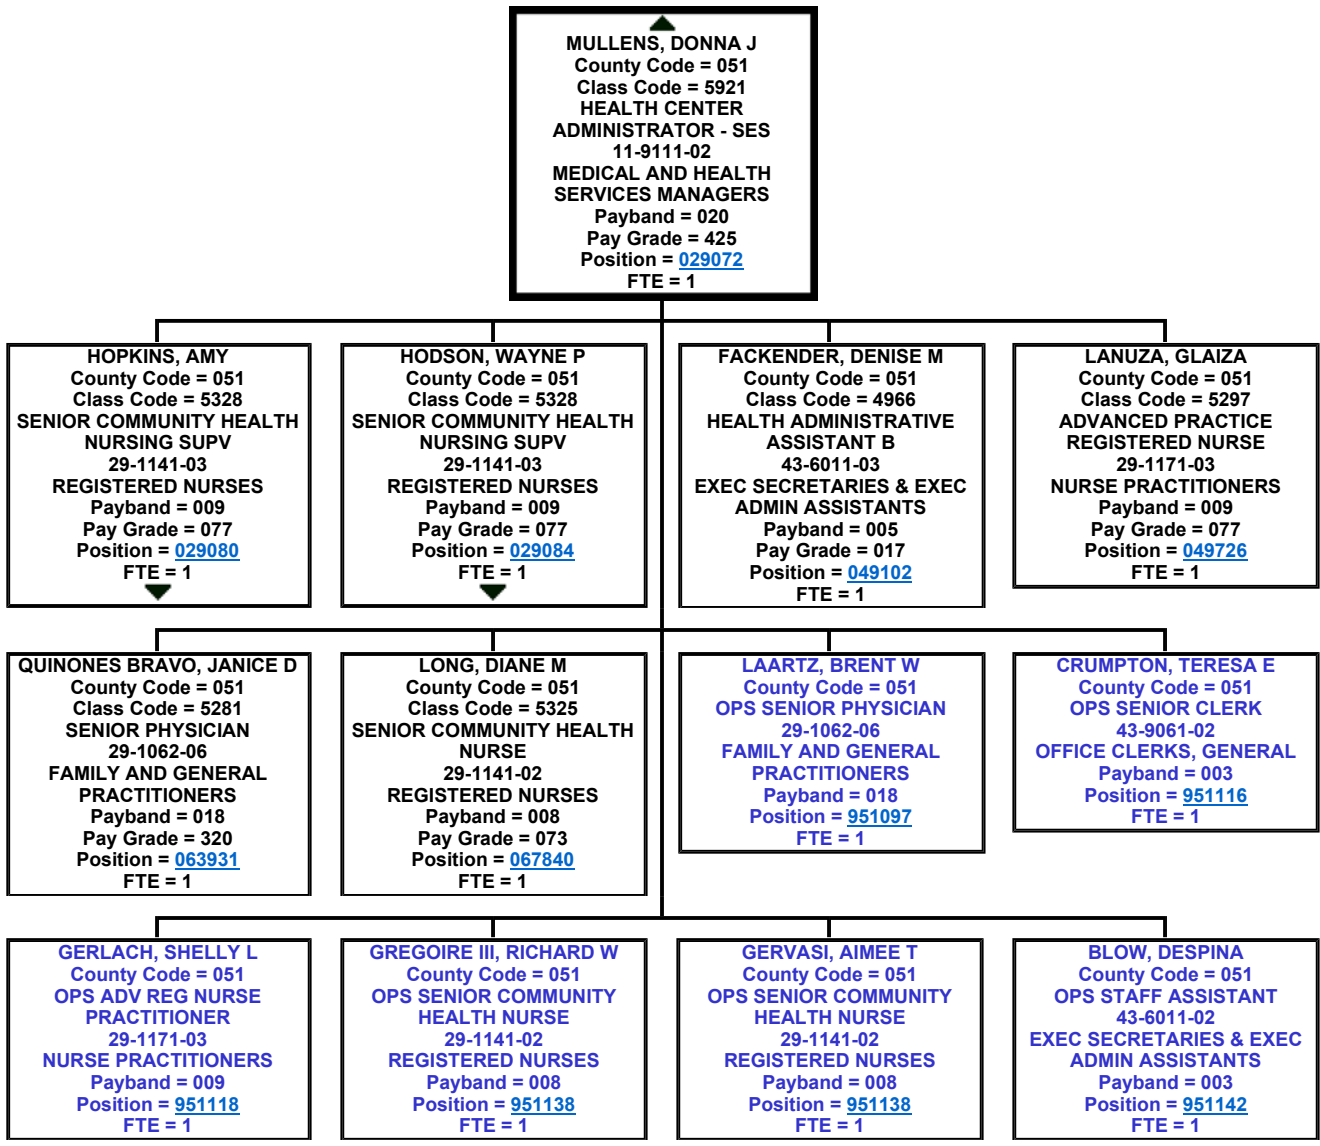 MULLENS, DONNA J
County Code = 051
Class Code = 5921
HEALTH CENTER
ADMINISTRATOR - SES
11-9111-02
MEDICAL AND HEALTH
SERVICES MANAGERS
Payband = 020
Pay Grade = 425
Position = 029072
FTE = 1
HOPKINS, AMY
County Code = 051
Class Code = 5328
SENIOR COMMUNITY HEALTH
NURSING SUPV
29-1141-03
REGISTERED NURSES
Payband = 009
Pay Grade = 077
Position = 029080
FTE = 1
HODSON, WAYNE P
County Code = 051
Class Code = 5328
SENIOR COMMUNITY HEALTH
NURSING SUPV
29-1141-03
REGISTERED NURSES
Payband = 009
Pay Grade = 077
Position = 029084
FTE = 1
FACKENDER, DENISE M
County Code = 051
Class Code = 4966
HEALTH ADMINISTRATIVE
ASSISTANT B
43-6011-03
EXEC SECRETARIES & EXEC
ADMIN ASSISTANTS
Payband = 005
Pay Grade = 017
Position = 049102
FTE = 1
LANUZA, GLAIZA
County Code = 051
Class Code = 5297
ADVANCED PRACTICE
REGISTERED NURSE
29-1171-03
NURSE PRACTITIONERS
Payband = 009
Pay Grade = 077
Position = 049726
FTE = 1
QUINONES BRAVO, JANICE D
County Code = 051
Class Code = 5281
SENIOR PHYSICIAN
29-1062-06
FAMILY AND GENERAL
PRACTITIONERS
Payband = 018
Pay Grade = 320
Position = 063931
FTE = 1
LONG, DIANE M
County Code = 051
Class Code = 5325
SENIOR COMMUNITY HEALTH
NURSE
29-1141-02
REGISTERED NURSES
Payband = 008
Pay Grade = 073
Position = 067840
FTE = 1
LAARTZ, BRENT W
County Code = 051
OPS SENIOR PHYSICIAN
29-1062-06
FAMILY AND GENERAL
PRACTITIONERS
Payband = 018
Position = 951097
FTE = 1
CRUMPTON, TERESA E
County Code = 051
OPS SENIOR CLERK
43-9061-02
OFFICE CLERKS, GENERAL
Payband = 003
Position = 951116
FTE = 1
GERLACH, SHELLY L
County Code = 051
OPS ADV REG NURSE
PRACTITIONER
29-1171-03
NURSE PRACTITIONERS
Payband = 009
Position = 951118
FTE = 1
GREGOIRE III, RICHARD W
County Code = 051
OPS SENIOR COMMUNITY
HEALTH NURSE
29-1141-02
REGISTERED NURSES
Payband = 008
Position = 951138
FTE = 1
GERVASI, AIMEE T
County Code = 051
OPS SENIOR COMMUNITY
HEALTH NURSE
29-1141-02
REGISTERED NURSES
Payband = 008
Position = 951138
FTE = 1
BLOW, DESPINA
County Code = 051
OPS STAFF ASSISTANT
43-6011-02
EXEC SECRETARIES & EXEC
ADMIN ASSISTANTS
Payband = 003
Position = 951142
FTE = 1